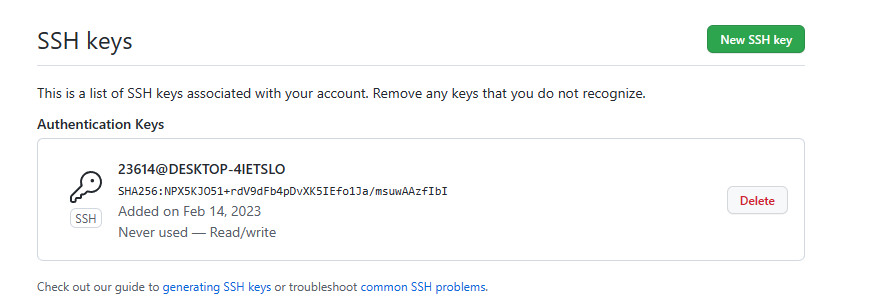 SSH keys
New SSH key
This is a list of SSH keys associated with your account. Remove any keys that you do not recognize.
Authentication Keys
23614@DESKTOP-4IETSLO
SHA256:NPX5KJO51+rdV9dFb4pDvXK5IEfo1Ja/msuwAAzfIbI
SSH
Added on Feb 14, 2023
Never used — Read/write
Delete
Check out our guide to generating SSH keys or troubleshoot common SSH problems.